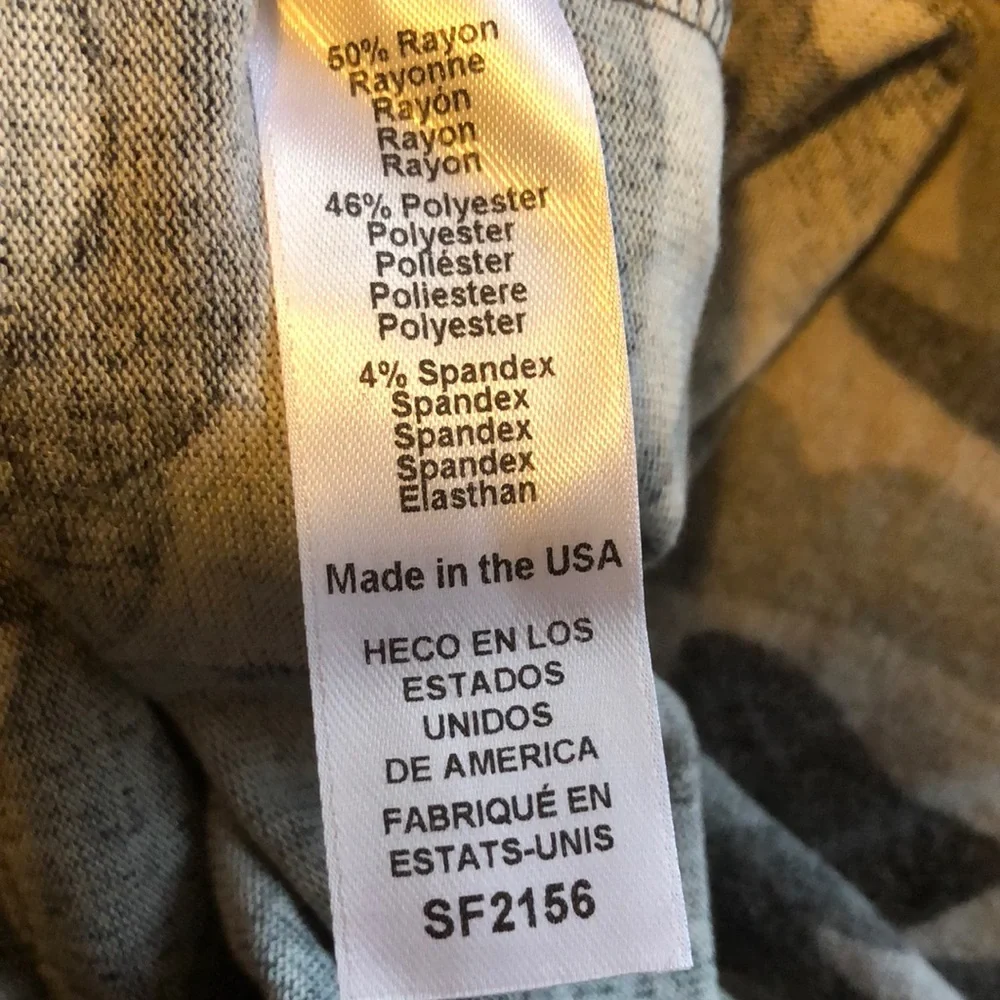 50% Rayon
Rayonne
Rayón
Rayon
Rayon
46% Polyester
Polyester
Poliéster
Poliestere
Polyester
4% Spandex
Spandex
Spandex
Spandex
Elasthan
Made in the USA
HECO EN LOS
ESTADOS
UNIDOS
DE AMERICA
FABRIQUÉ EN
ESTATS-UNIS
SF2156